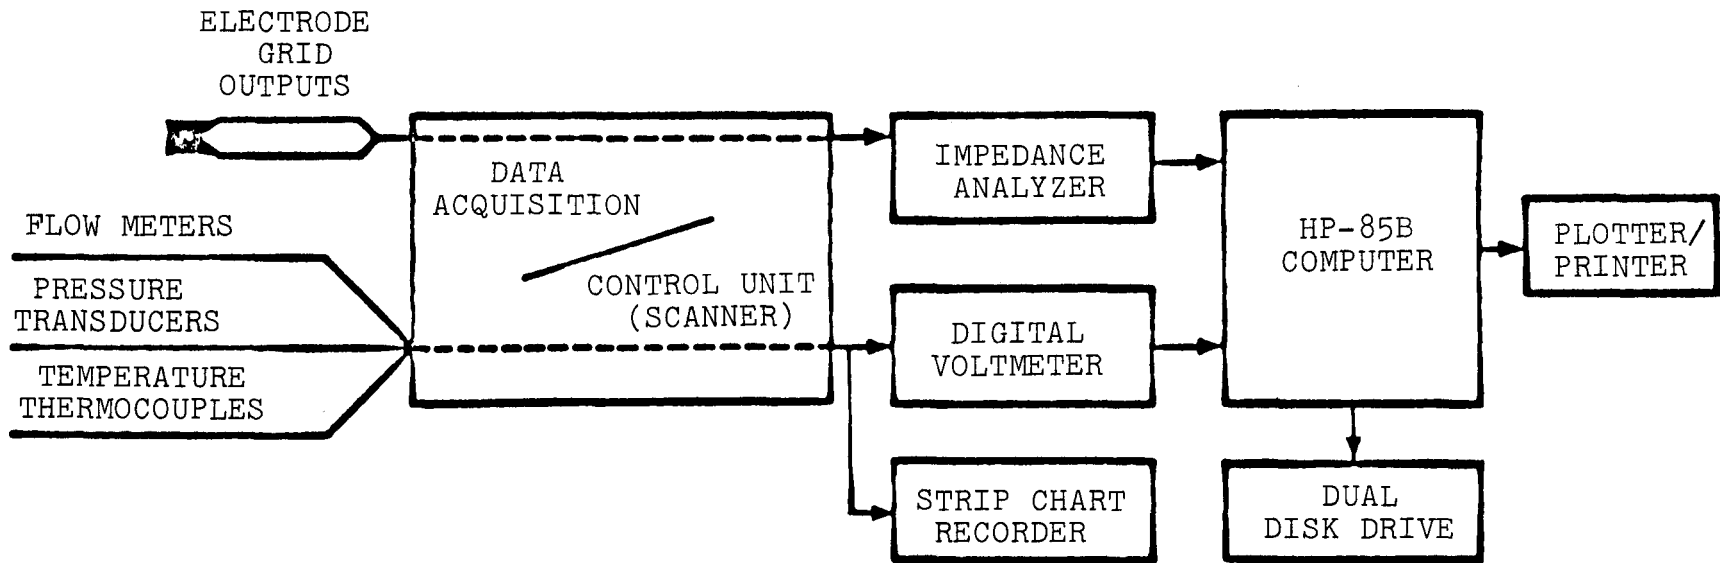 ELECTRODE
GRID
OUTPUTS
FLOW METERS
PRESSURE
TRANSDUCERS
TEMPERATURE
THERMOCOUPLES
DATA
ACQUISITION
CONTROL UNIT
(SCANNER)
IMPEDANCE
ANALYZER
DIGITAL
VOLTMETER
STRIP CHART
RECORDER
HP-85B
COMPUTER
DUAL
DISK DRIVE
PLOTTER/
PRINTER